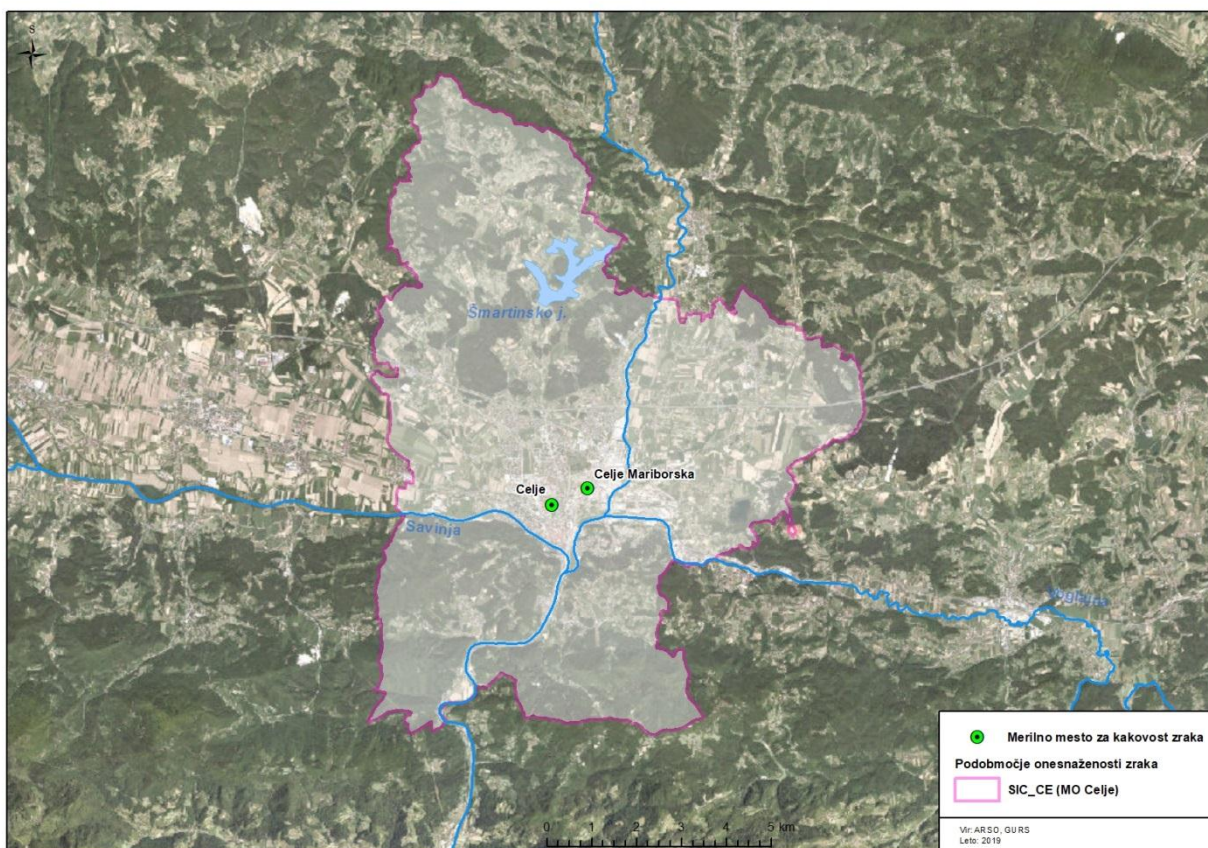 S
Šmartinsko j.
Celje Mariborska
Celje
Savinja
Voglajna
Merilno mesto za kakovost zraka
Podobmočje onesnaženosti zraka
SIC_CE (MO Celje)
0 1 2 3 4 5 km
Vir: ARSO, GURS
Leto: 2019